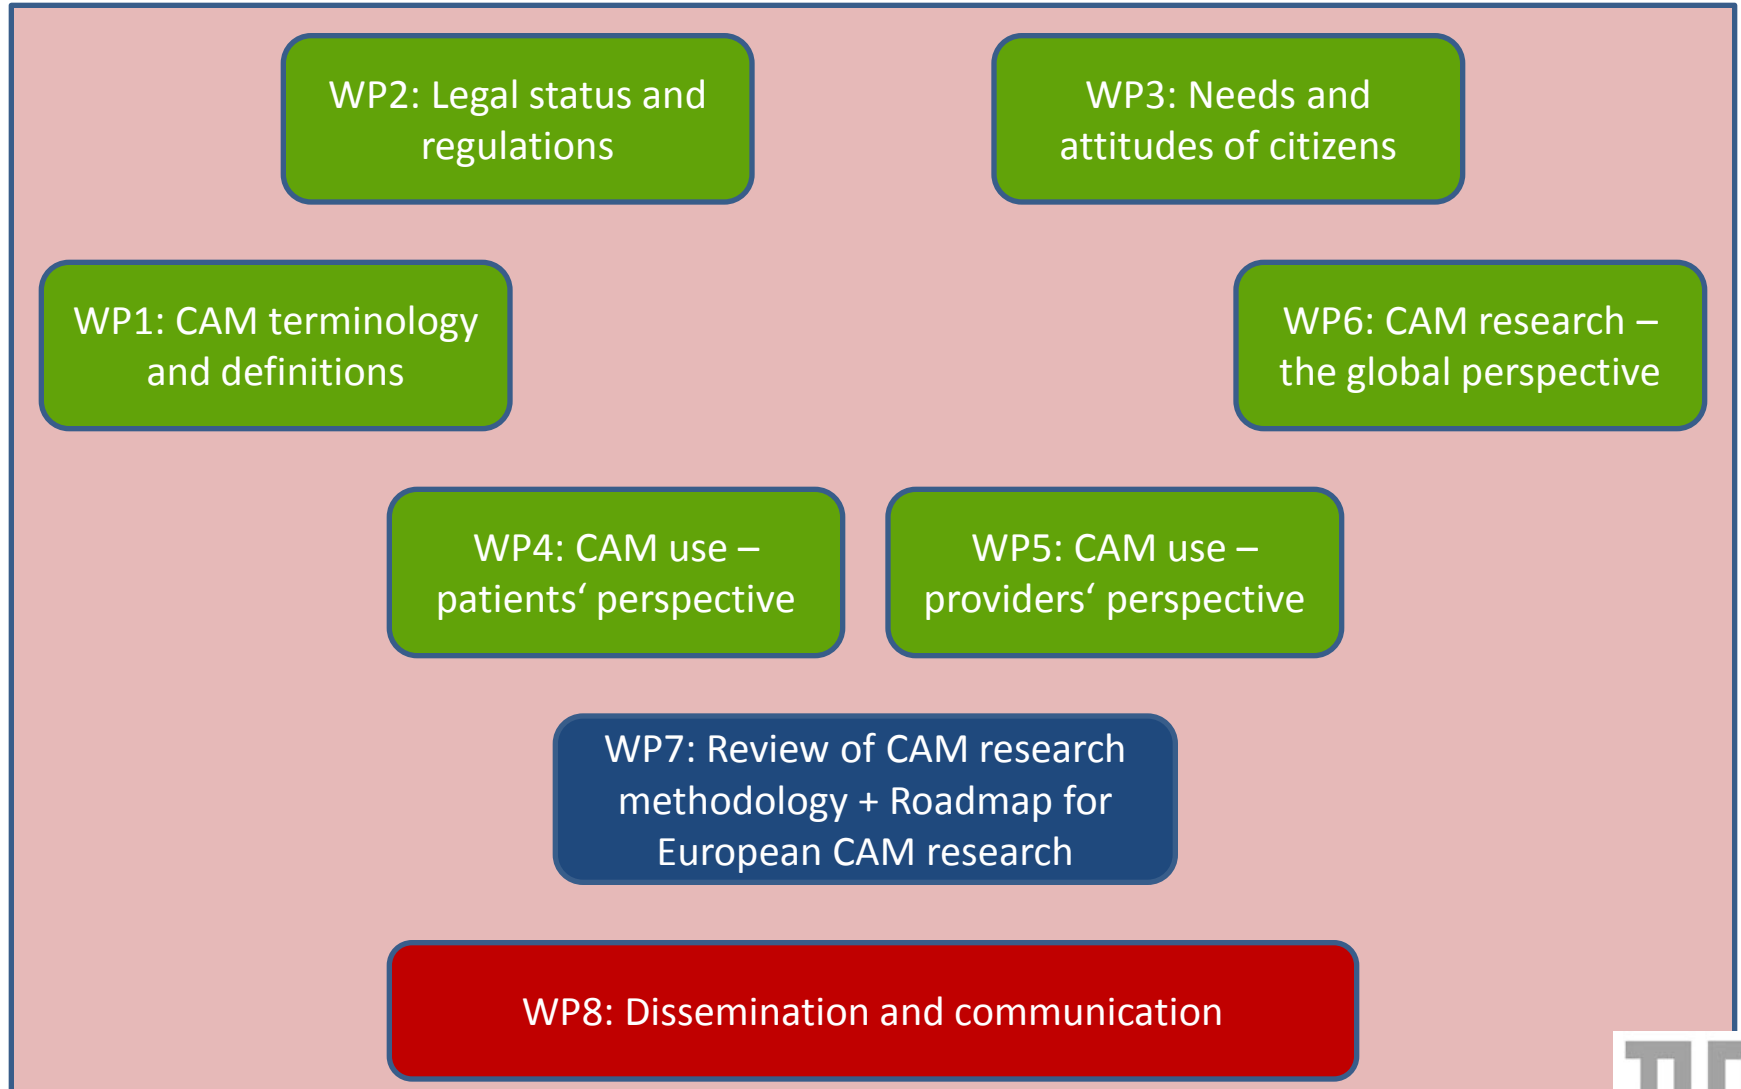 WP2: Legal status and
regulations
WP3: Needs and
attitudes of citizens
WP1: CAM terminology
and definitions
WP6: CAM research –
the global perspective
WP4: CAM use –
patients‘ perspective
WP5: CAM use –
providers‘ perspective
WP7: Review of CAM research
methodology + Roadmap for
European CAM research
WP8: Dissemination and communication